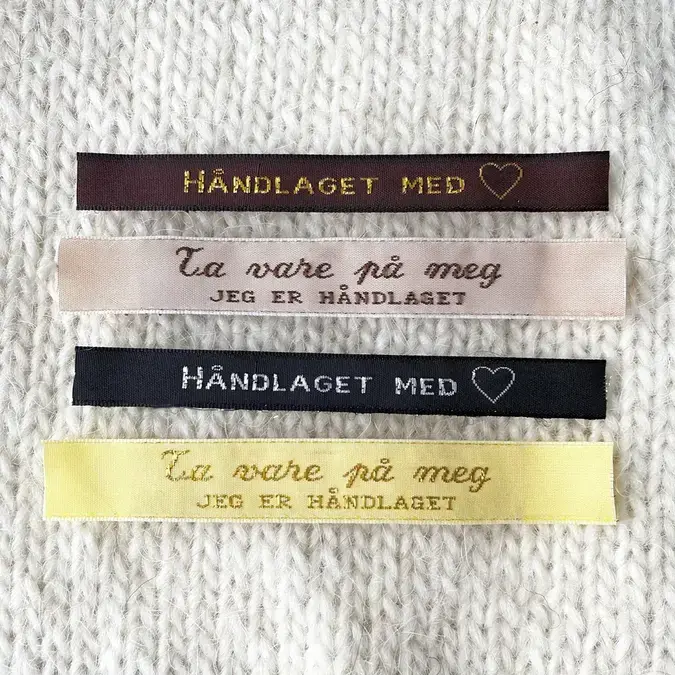 HÅNDLAGET MED ♡
Ta vare på meg
JEG ER HÅNDLAGET
HÅNDLAGET MED ♡
Ta vare på meg
JEG ER HÅNDLAGET